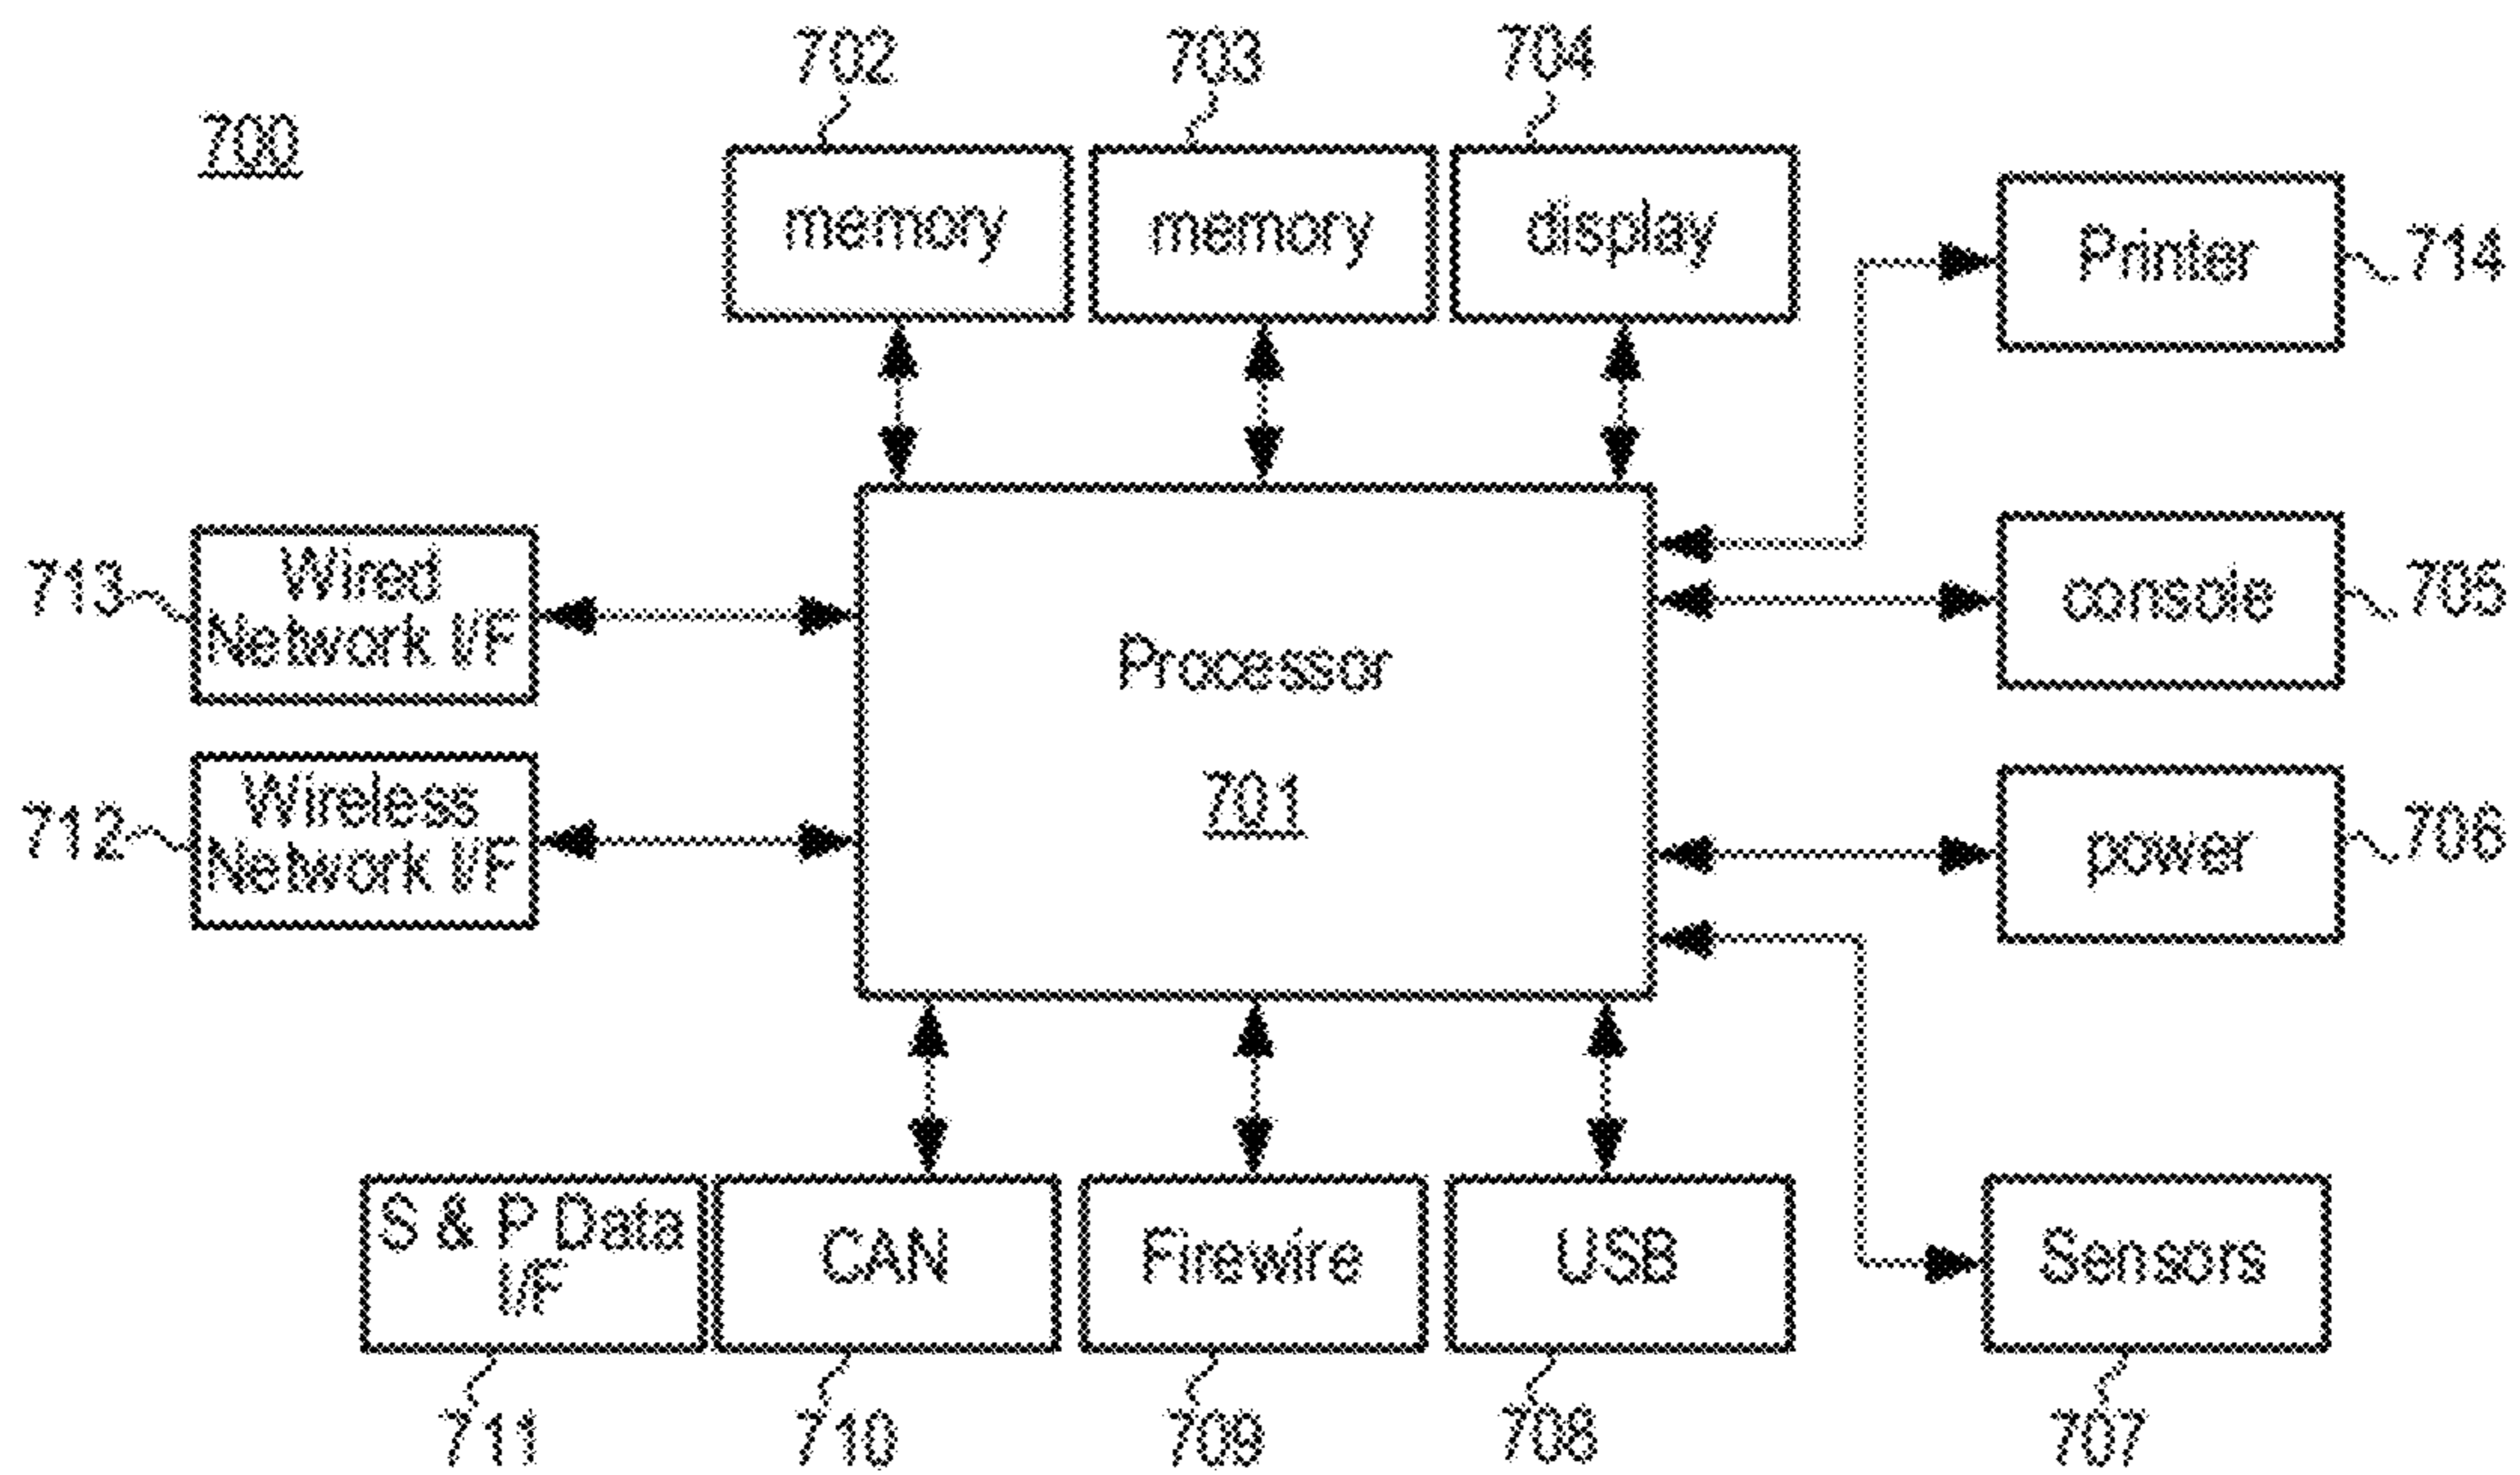 702
703
704
700
memory
memory
display
Printer
714
713
Wired
Network I/F
console
705
Processor
701
712
Wireless
Network I/F
power
706
S & P Data
I/F
CAN
Firewire
USB
Sensors
711
710
709
708
707